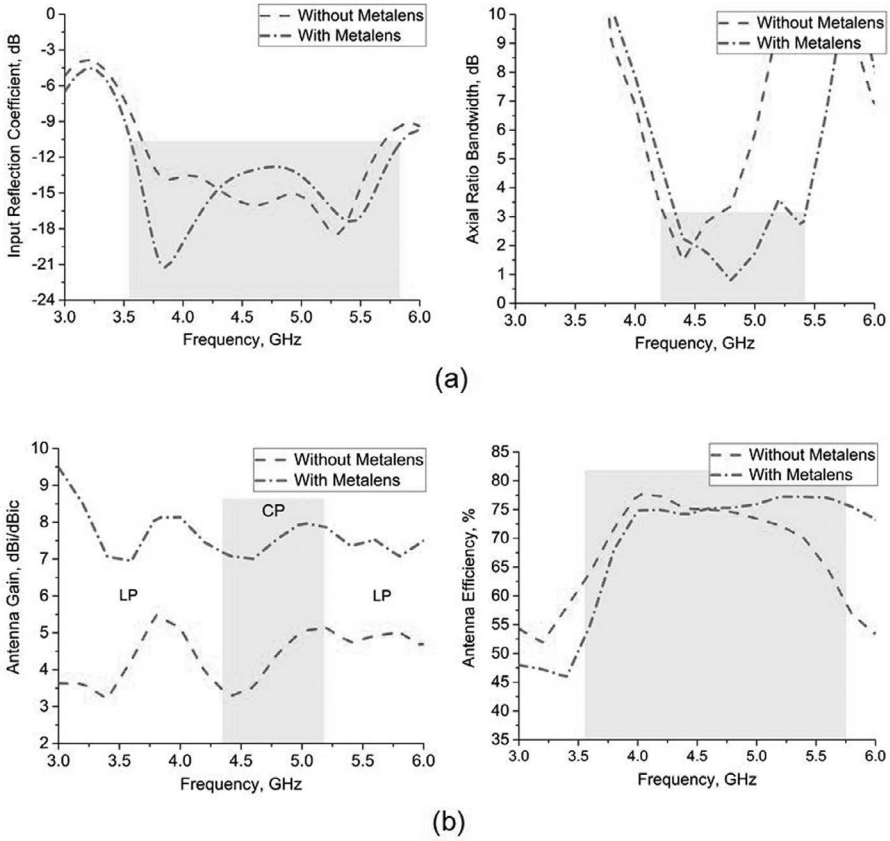 Without Metalens
With Metalens
Input Reflection Coefficient, dB
0
-3
-6
-9
-12
-15
-18
-21
-24
3.0 3.5 4.0 4.5 5.0 5.5 6.0
Frequency, GHz
Without Metalens
With Metalens
Axial Ratio Bandwidth, dB
10
9
8
7
6
5
4
3
2
1
0
3.0 3.5 4.0 4.5 5.0 5.5 6.0
Frequency, GHz
(a)
Without Metalens
With Metalens
Antenna Gain, dBi/dBic
10
9
8
7
6
5
4
3
2
CP
LP
LP
3.0 3.5 4.0 4.5 5.0 5.5 6.0
Frequency, GHz
Without Metalens
With Metalens
Antenna Efficiency, %
85
80
75
70
65
60
55
50
45
40
35
3.0 3.5 4.0 4.5 5.0 5.5 6.0
Frequency, GHz
(b)